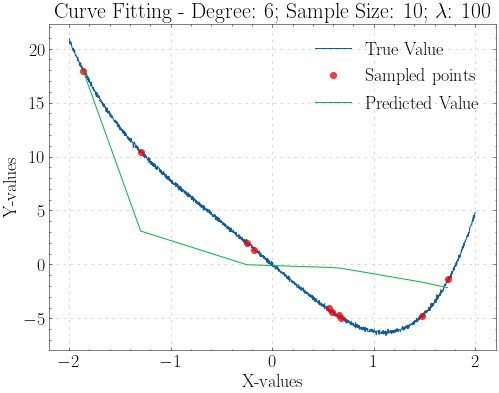 Curve Fitting - Degree: 6; Sample Size: 10; λ: 100
True Value
Sampled points
Predicted Value
Y-values
20
15
10
5
0
−5
−2
−1
0
1
2
X-values